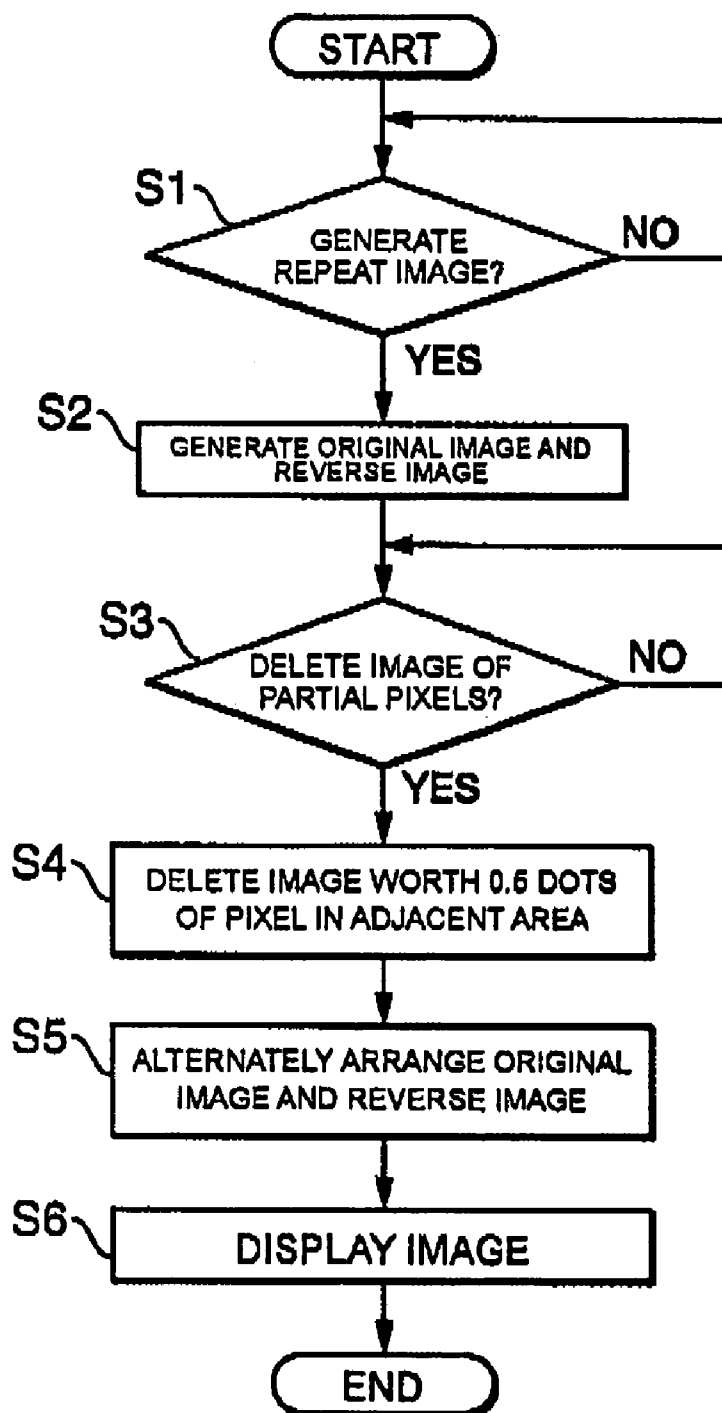 START
S1
GENERATE
REPEAT IMAGE?
NO
YES
S2
GENERATE ORIGINAL IMAGE AND
REVERSE IMAGE
S3
DELETE IMAGE OF
PARTIAL PIXELS?
NO
YES
S4
DELETE IMAGE WORTH 0.5 DOTS
OF PIXEL IN ADJACENT AREA
S5
ALTERNATELY ARRANGE ORIGINAL
IMAGE AND REVERSE IMAGE
S6
DISPLAY IMAGE
END